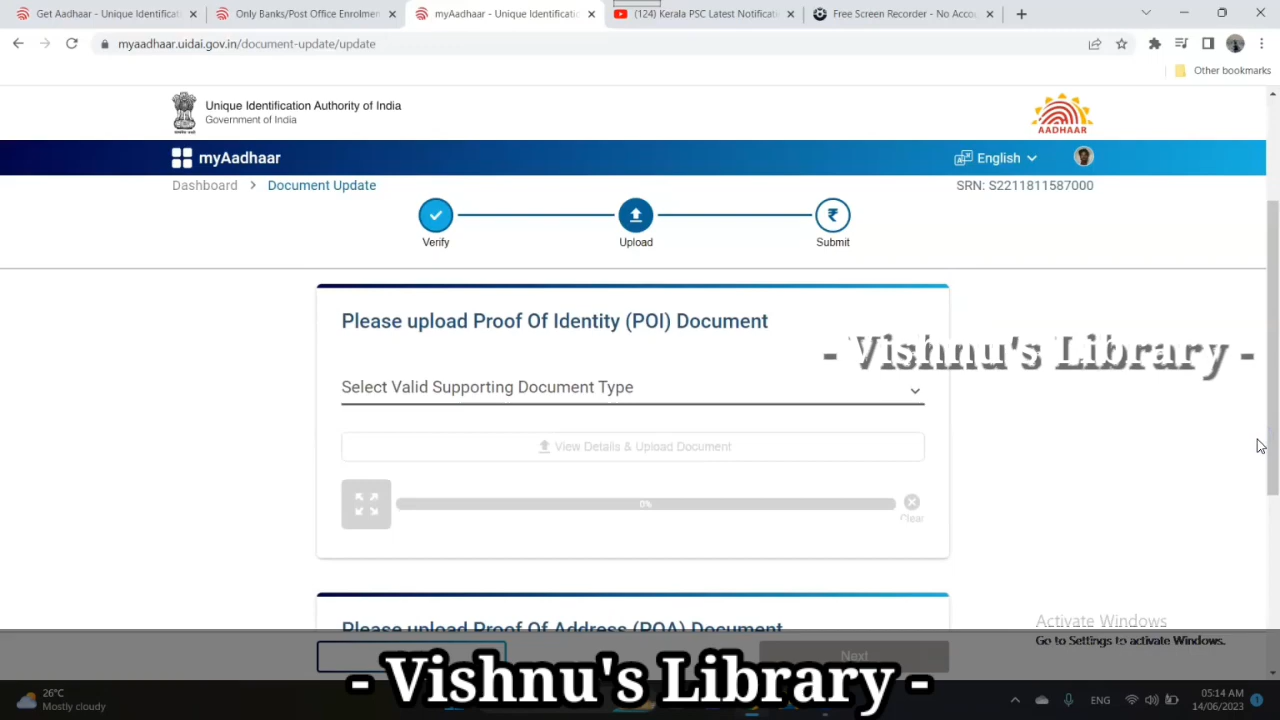 Get Aadhaar - Unique Identificati
Only Banks/Post Office Enrolmen
myAadhaar - Unique Identificatio
(124) Kerala PSC Latest Notificati
Free Screen Recorder - No Acco
myaadhaar.uidai.gov.in/document-update/update
Other bookmarks
Unique Identification Authority of India
Government of India
AADHAAR
myAadhaar
English
Dashboard > Document Update
SRN: S2211811587000
Verify
Upload
Submit
Please upload Proof Of Identity (POI) Document
- Vishnu's Library -
Select Valid Supporting Document Type
View Details & Upload Document
0%
Clear
Please upload Proof Of Address (POA) Document
Activate Windows
Go to Settings to activate Windows.
Next
- Vishnu's Library -
26°C
Mostly cloudy
ENG
05:14 AM
14/06/2023
1